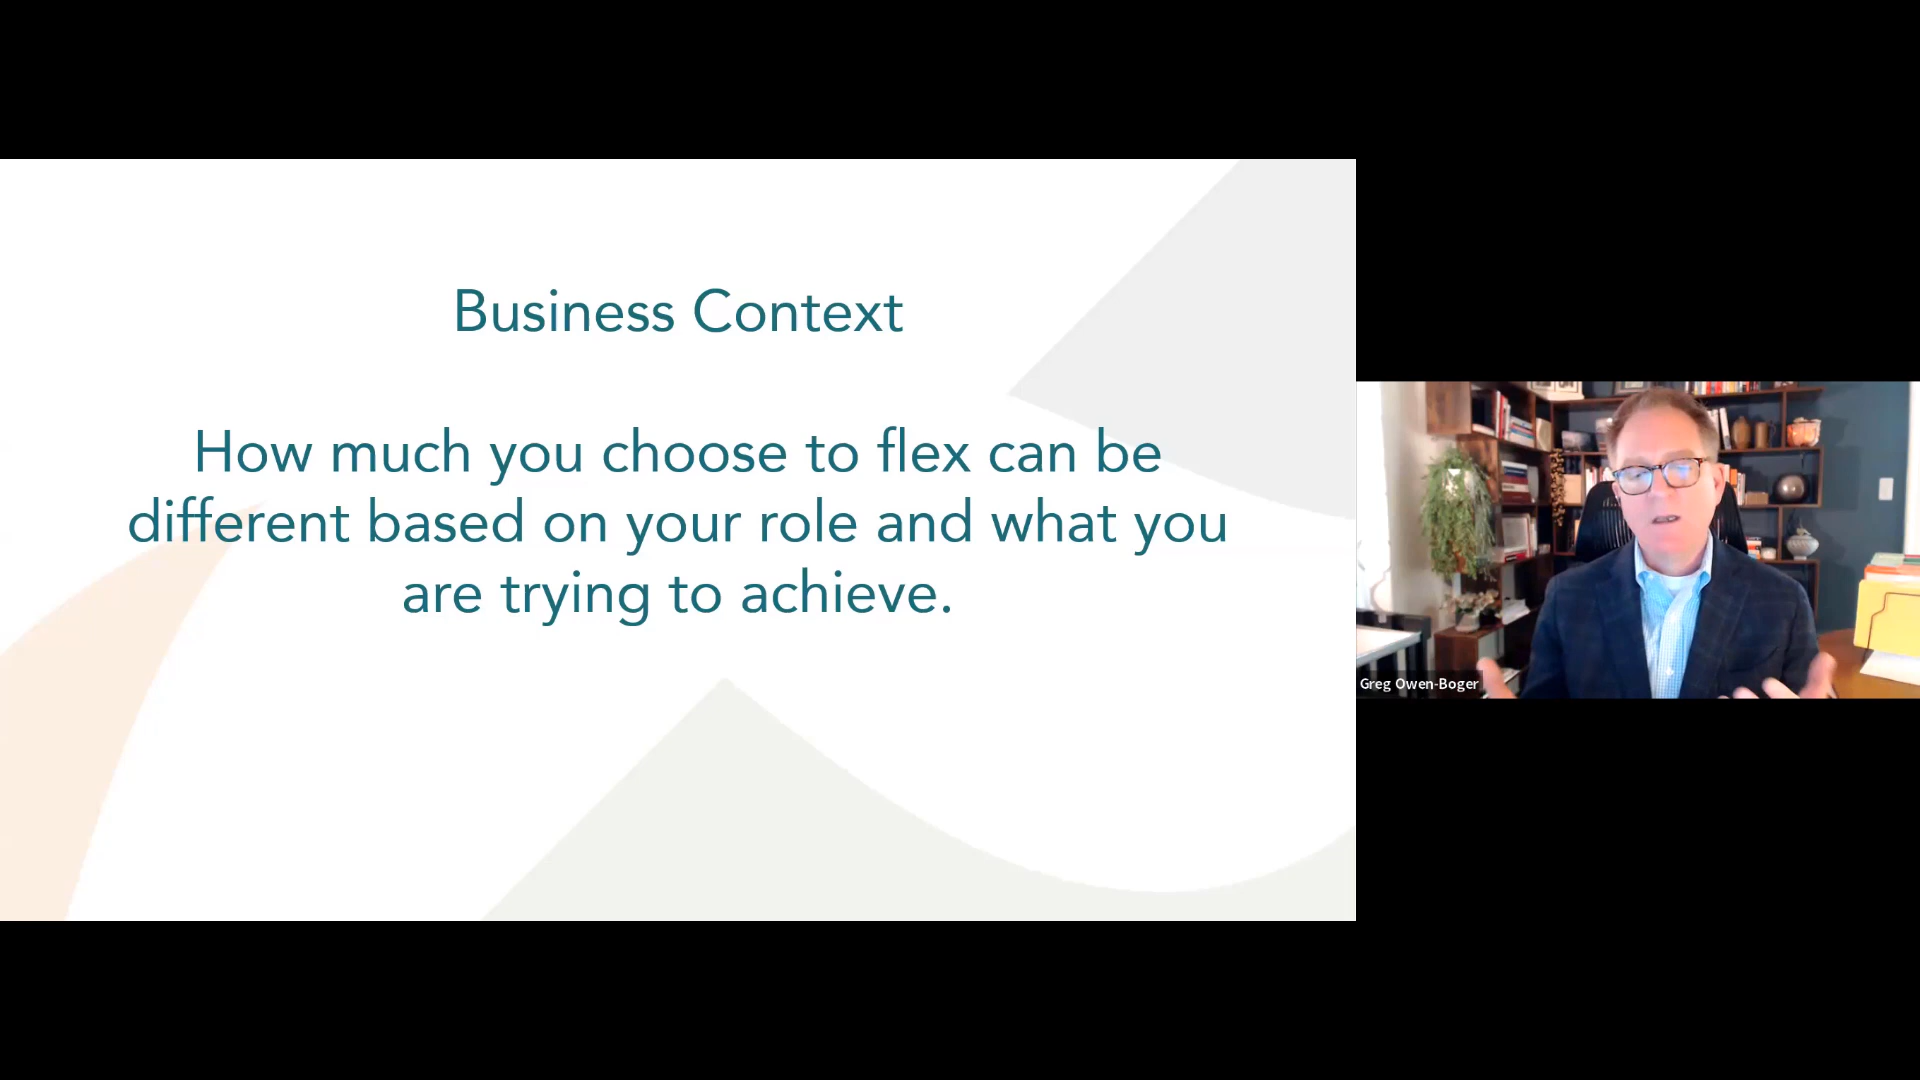 Business Context
How much you choose to flex can be
different based on your role and what you
are trying to achieve.
Greg Owen-Boger